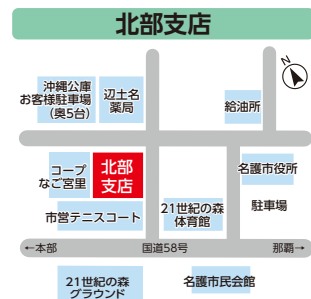 北部支店
N
沖縄公庫
お客様駐車場
(奥5台)
辺土名
薬局
給油所
コープ
なご宮里
北部
支店
名護市役所
市営テニスコート
21世紀の森
体育館
駐車場
←本部
国道58号
那覇→
21世紀の森
グラウンド
名護市民会館